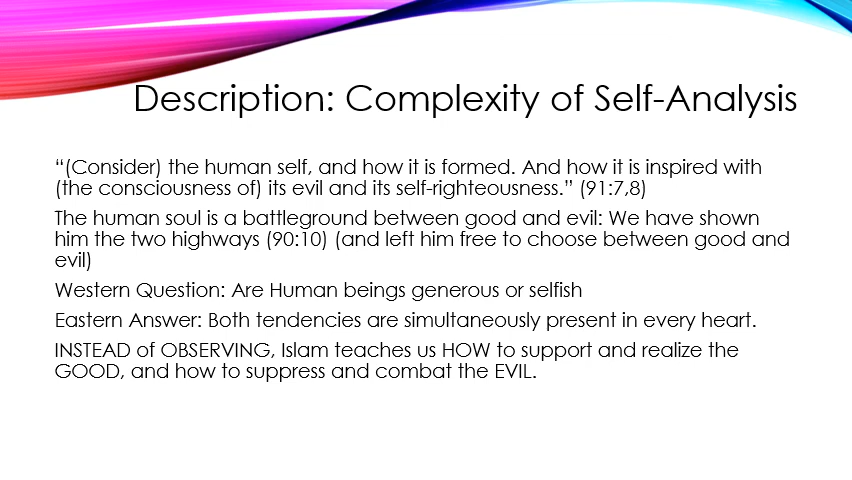 Description: Complexity of Self-Analysis
“(Consider) the human self, and how it is formed. And how it is inspired with
(the consciousness of) its evil and its self-righteousness.” (91:7,8)
The human soul is a battleground between good and evil: We have shown
him the two highways (90:10) (and left him free to choose between good and
evil)
Western Question: Are Human beings generous or selfish
Eastern Answer: Both tendencies are simultaneously present in every heart.
INSTEAD of OBSERVING, Islam teaches us HOW to support and realize the
GOOD, and how to suppress and combat the EVIL.